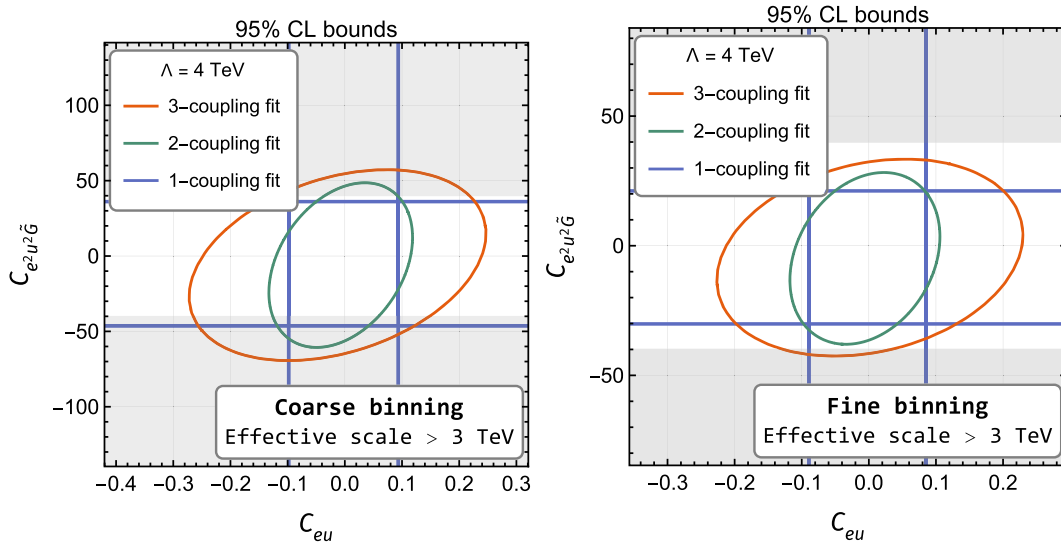 95% CL bounds
Λ = 4 TeV
3−coupling fit
2−coupling fit
1−coupling fit
100
50
0
−50
−100
C_{e²u²G̃}
Coarse binning
Effective scale > 3 TeV
−0.4 −0.3 −0.2 −0.1 0.0 0.1 0.2 0.3
C_{eu}
95% CL bounds
Λ = 4 TeV
3−coupling fit
2−coupling fit
1−coupling fit
50
0
−50
C_{e²u²G̃}
Fine binning
Effective scale > 3 TeV
−0.3 −0.2 −0.1 0.0 0.1 0.2
C_{eu}